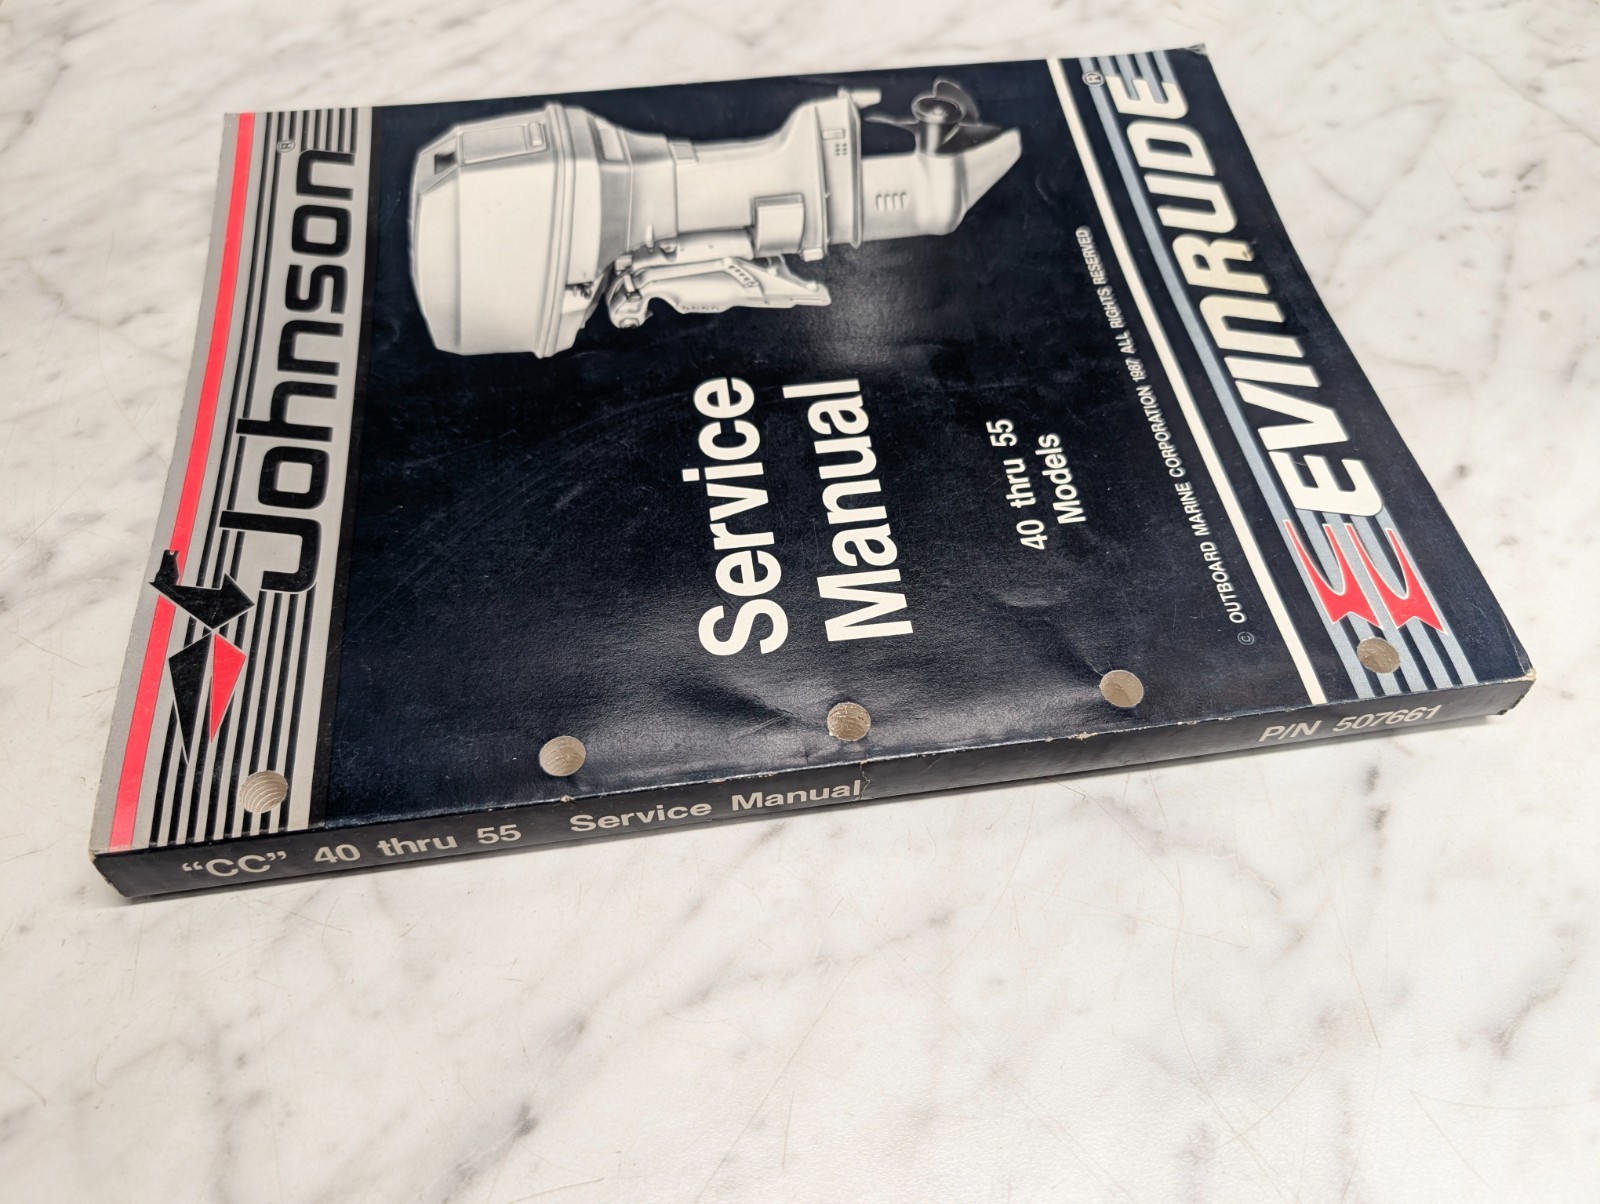 Johnson®
Service
Manual
40 thru 55
Models
© OUTBOARD MARINE CORPORATION 1987 ALL RIGHTS RESERVED
EVINRUDE®
“CC” 40 thru 55 Service Manual P/N 507661